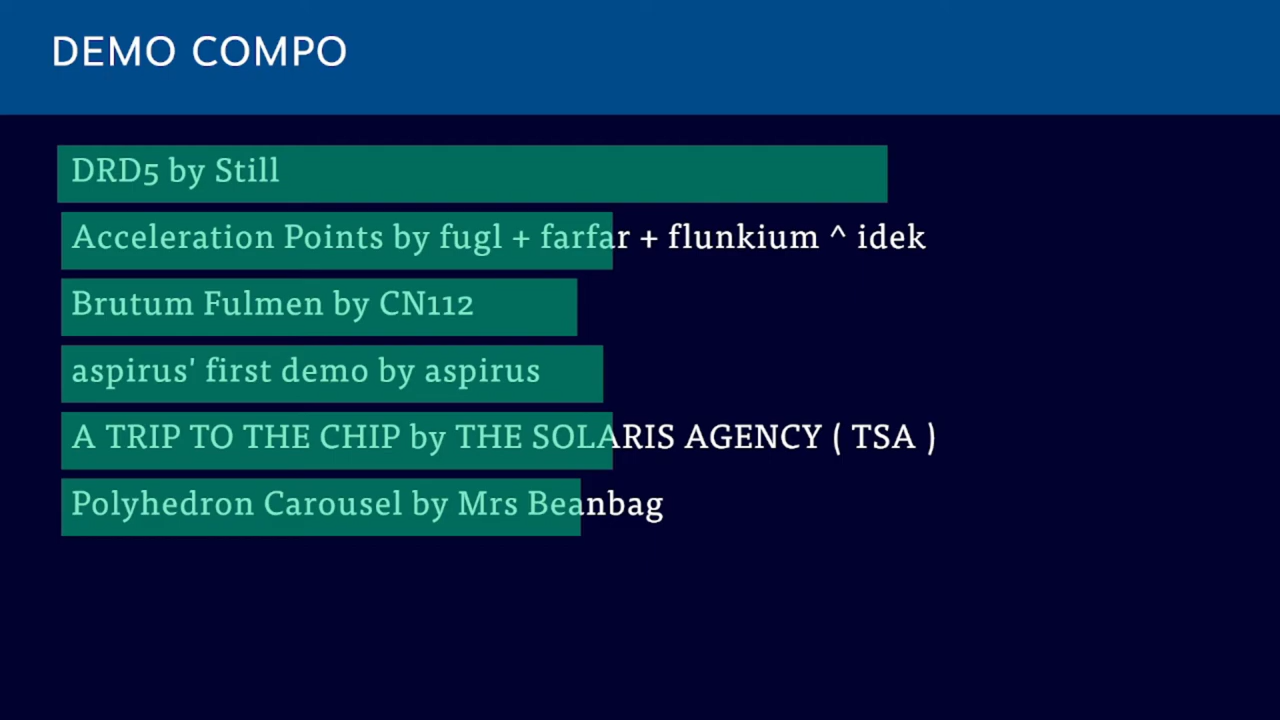 DEMO COMPO
DRD5 by Still
Acceleration Points by fugl + farfar + flunkium ^ idek
Brutum Fulmen by CN112
aspirus' first demo by aspirus
A TRIP TO THE CHIP by THE SOLARIS AGENCY ( TSA )
Polyhedron Carousel by Mrs Beanbag